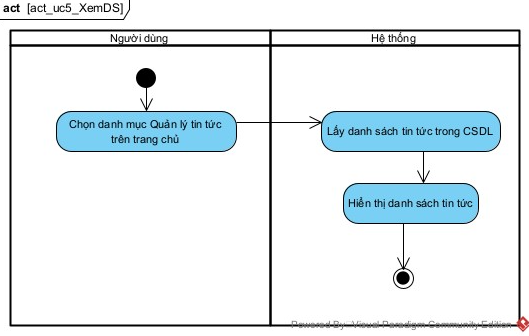 act [act_uc5_XemDS]
Người dùng
Hệ thống
Chọn danh mục Quản lý tin tức
trên trang chủ
Lấy danh sách tin tức trong CSDL
Hiển thị danh sách tin tức
Powered By: Visual Paradigm Community Edition